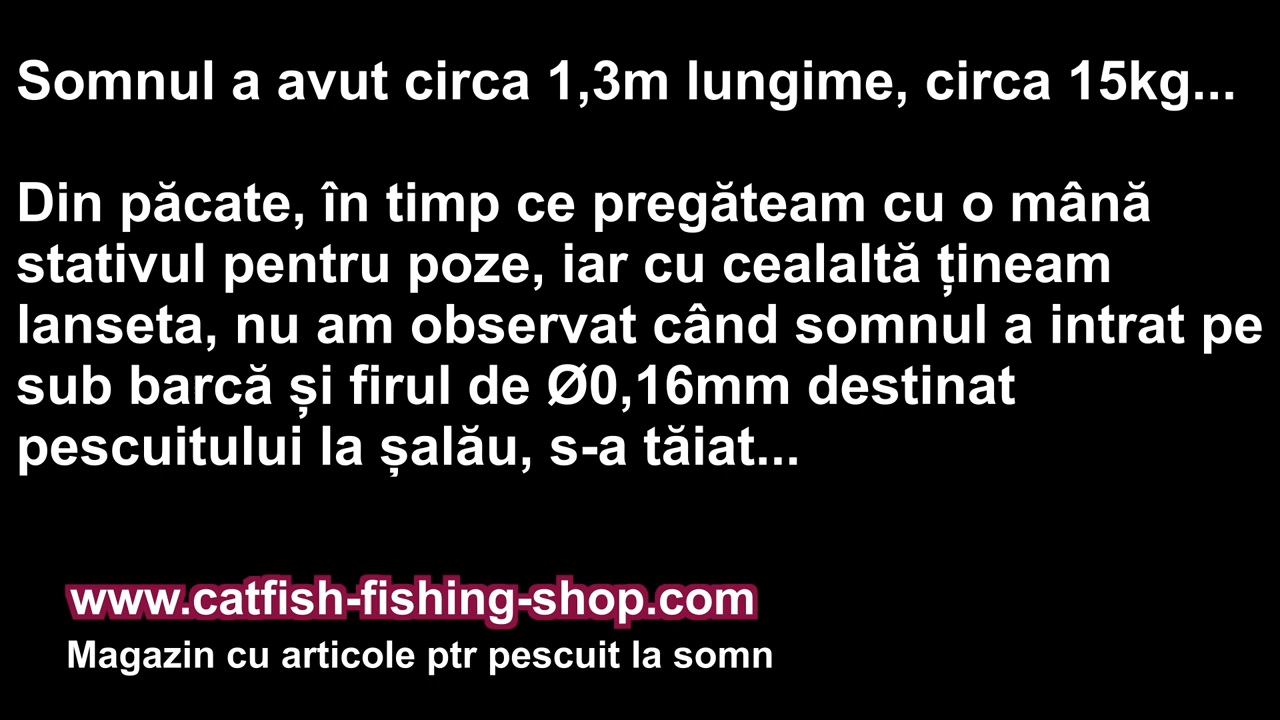 Somnul a avut circa 1,3m lungime, circa 15kg...
Din păcate, în timp ce pregăteam cu o mână
stativul pentru poze, iar cu cealaltă țineam
lanseta, nu am observat când somnul a intrat pe
sub barcă și firul de Ø0,16mm destinat
pescuitului la șalău, s-a tăiat...
www.catfish-fishing-shop.com
Magazin cu articole ptr pescuit la somn